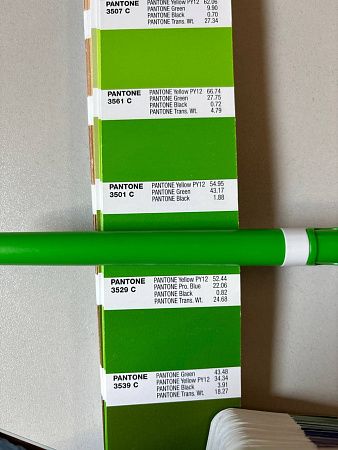 PANTONE PANTONE Yellow PY12 62.06
3507 C PANTONE Green 9.90
PANTONE Black 0.70
PANTONE Trans. Wt. 27.34
PANTONE PANTONE Yellow PY12 66.74
3561 C PANTONE Green 27.75
PANTONE Black 0.72
PANTONE Trans. Wt. 4.79
PANTONE PANTONE Yellow PY12 54.95
3501 C PANTONE Green 43.17
PANTONE Black 1.88
PANTONE PANTONE Yellow PY12 52.44
3529 C PANTONE Pro. Blue 22.06
PANTONE Black 0.82
PANTONE Trans. Wt. 24.68
PANTONE PANTONE Green 43.48
3539 C PANTONE Yellow PY12 34.34
PANTONE Black 3.91
PANTONE Trans. Wt. 18.27